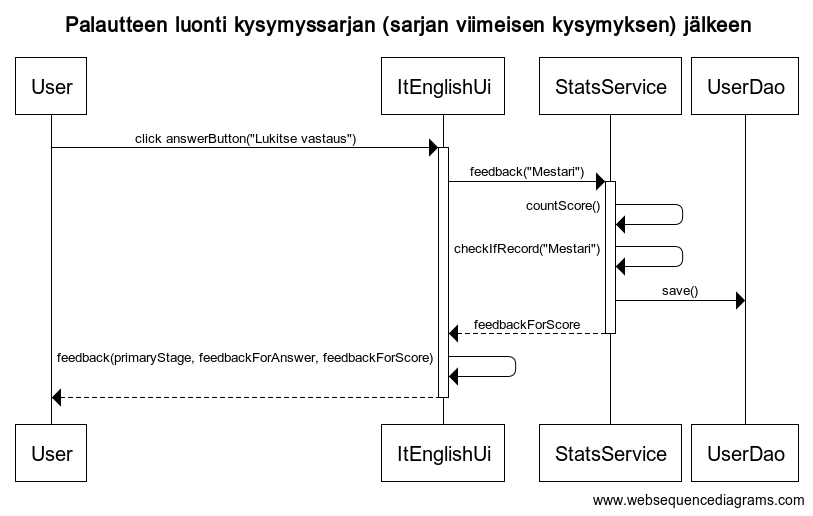 Palautteen luonti kysymyssarjan (sarjan viimeisen kysymyksen) jälkeen
User
ItEnglishUi
StatsService
UserDao
click answerButton("Lukitse vastaus")
feedback("Mestari")
countScore()
checkIfRecord("Mestari")
save()
feedbackForScore
feedback(primaryStage, feedbackForAnswer, feedbackForScore)
User
ItEnglishUi
StatsService
UserDao
www.websequencediagrams.com